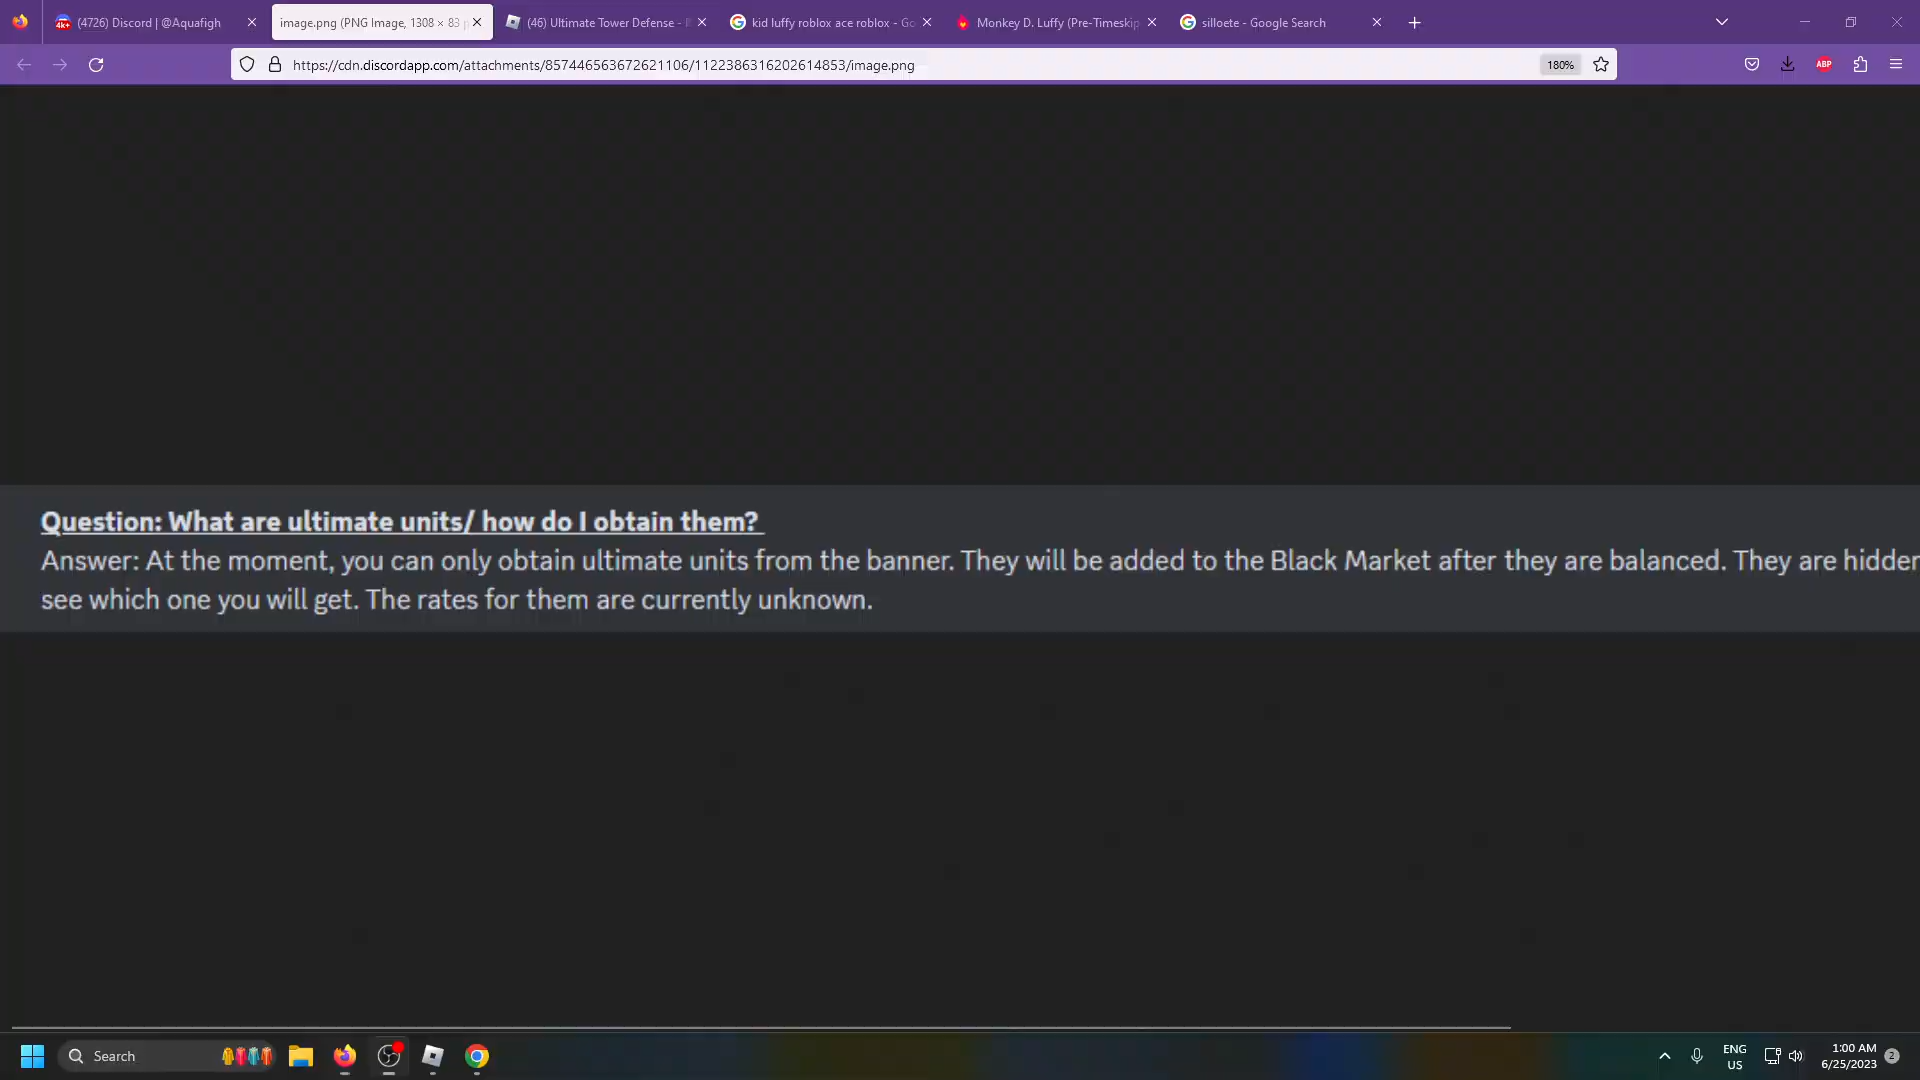 (4726) Discord | @Aquafigh
image.png (PNG Image, 1308 × 83 p
(46) Ultimate Tower Defense -
kid luffy roblox ace roblox - Go
Monkey D. Luffy (Pre-Timeskip
silloete - Google Search
https://cdn.discordapp.com/attachments/857446563672621106/1122386316202614853/image.png
180%
ABP
Question: What are ultimate units/ how do I obtain them?
Answer: At the moment, you can only obtain ultimate units from the banner. They will be added to the Black Market after they are balanced. They are hidden
see which one you will get. The rates for them are currently unknown.
Search
ENG
US
1:00 AM
6/25/2023
2